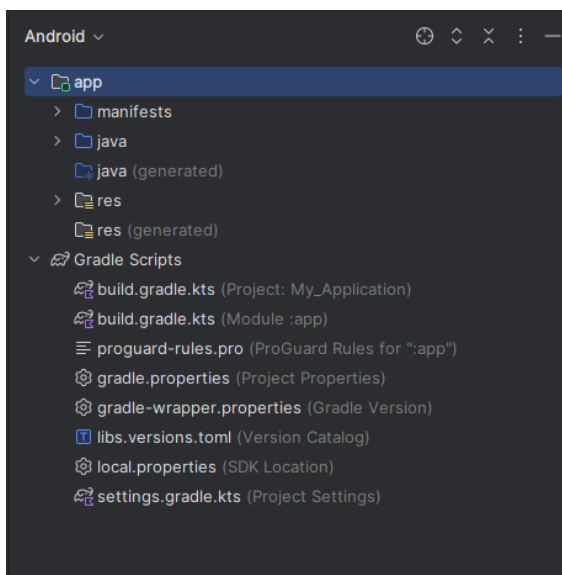 Android
app
manifests
java
java (generated)
res
res (generated)
Gradle Scripts
build.gradle.kts (Project: My_Application)
build.gradle.kts (Module :app)
proguard-rules.pro (ProGuard Rules for ":app")
gradle.properties (Project Properties)
gradle-wrapper.properties (Gradle Version)
libs.versions.toml (Version Catalog)
local.properties (SDK Location)
settings.gradle.kts (Project Settings)